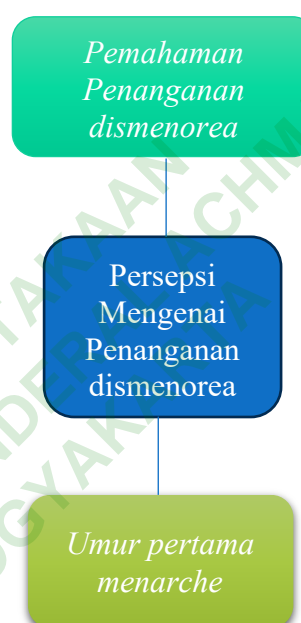 Pemahaman
Penanganan
dismenorea
Persepsi
Mengenai
Penanganan
dismenorea
Umur pertama
menarche